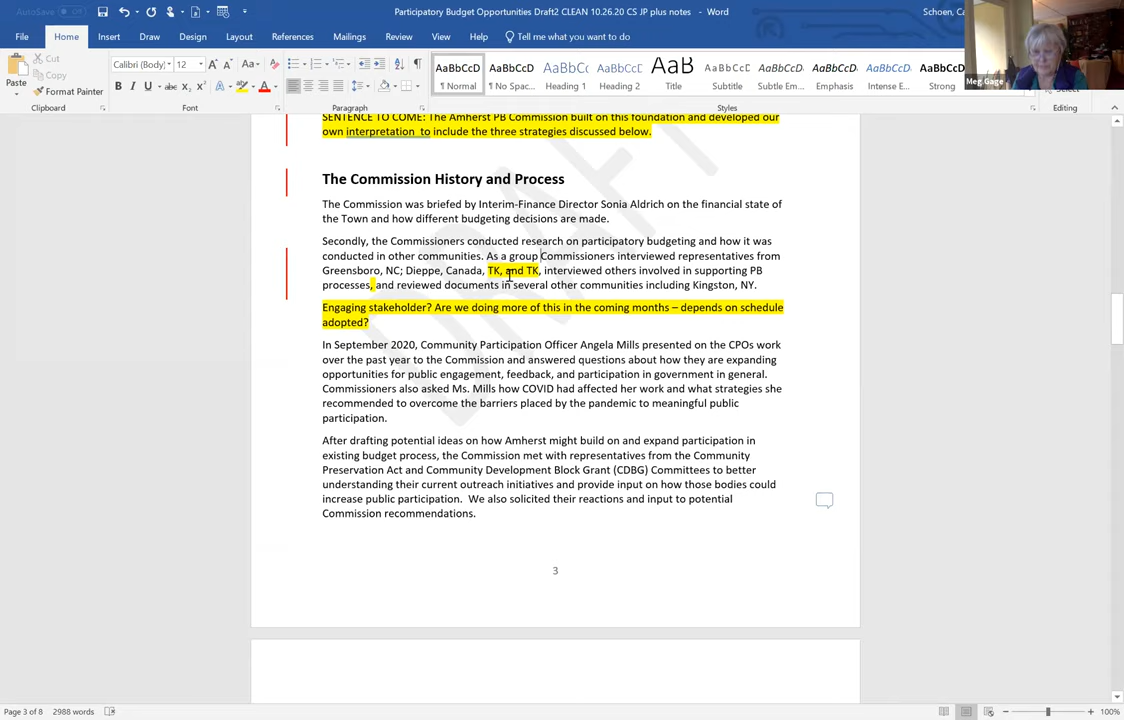 AutoSave
Off
Participatory Budget Opportunities Draft2 CLEAN 10.26.20 CS JP plus notes - Word
Schoen, Ca
File Home Insert Draw Design Layout References Mailings Review View Help Tell me what you want to do
Paste
Cut
Copy
Format Painter
Clipboard
Calibri (Body) 12
Font
Paragraph
AaBbCcD
¶ Normal
AaBbCcD
¶ No Spac...
AaBbCcD
Heading 1
AaBbCcD
Heading 2
AaB
Title
AaBbCcD
Subtitle
AaBbCcD
Subtle Em...
AaBbCcD
Emphasis
AaBbCcD
Intense E...
AaBbCcD
Strong
Styles
Select
Editing
Meg Gage
SENTENCE TO COME: The Amherst PB Commission built on this foundation and developed our
own interpretation to include the three strategies discussed below.
The Commission History and Process
The Commission was briefed by Interim-Finance Director Sonia Aldrich on the financial state of
the Town and how different budgeting decisions are made.
Secondly, the Commissioners conducted research on participatory budgeting and how it was
conducted in other communities. As a group Commissioners interviewed representatives from
Greensboro, NC; Dieppe, Canada, TK, and TK, interviewed others involved in supporting PB
processes, and reviewed documents in several other communities including Kingston, NY.
Engaging stakeholder? Are we doing more of this in the coming months – depends on schedule
adopted?
In September 2020, Community Participation Officer Angela Mills presented on the CPOs work
over the past year to the Commission and answered questions about how they are expanding
opportunities for public engagement, feedback, and participation in government in general.
Commissioners also asked Ms. Mills how COVID had affected her work and what strategies she
recommended to overcome the barriers placed by the pandemic to meaningful public
participation.
After drafting potential ideas on how Amherst might build on and expand participation in
existing budget process, the Commission met with representatives from the Community
Preservation Act and Community Development Block Grant (CDBG) Committees to better
understanding their current outreach initiatives and provide input on how those bodies could
increase public participation. We also solicited their reactions and input to potential
Commission recommendations.
3
DRAFT
Page 3 of 8 2988 words
100%